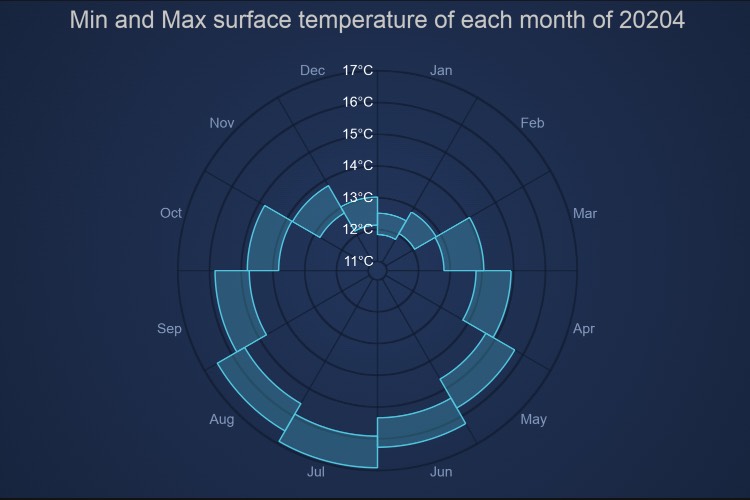 Min and Max surface temperature of each month of 20204
Dec
17°C
Jan
16°C
Nov
15°C
Feb
14°C
13°C
Oct
Mar
12°C
11°C
Sep
Apr
Aug
May
Jul
Jun